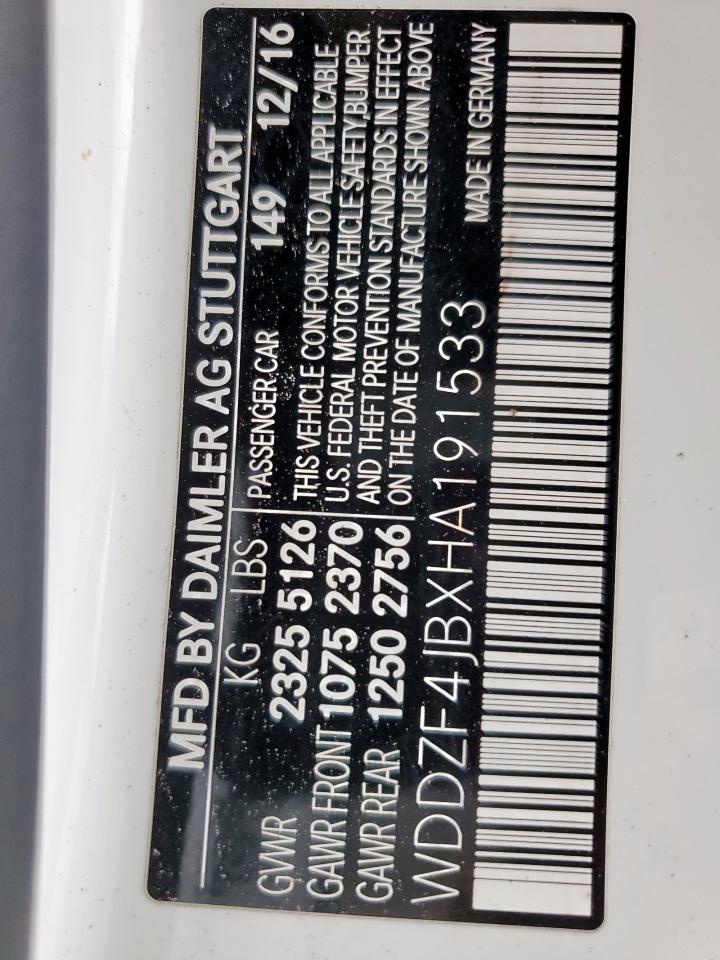 MFD BY DAIMLER AG STUTTGART
KG LBS PASSENGER CAR 149 12/16
GVWR 2325 5126
GAWR FRONT 1075 2370
GAWR REAR 1250 2756
THIS VEHICLE CONFORMS TO ALL APPLICABLE
U.S. FEDERAL MOTOR VEHICLE SAFETY,BUMPER
AND THEFT PREVENTION STANDARDS IN EFFECT
ON THE DATE OF MANUFACTURE SHOWN ABOVE
WDDZF4JBXHA191533
MADE IN GERMANY